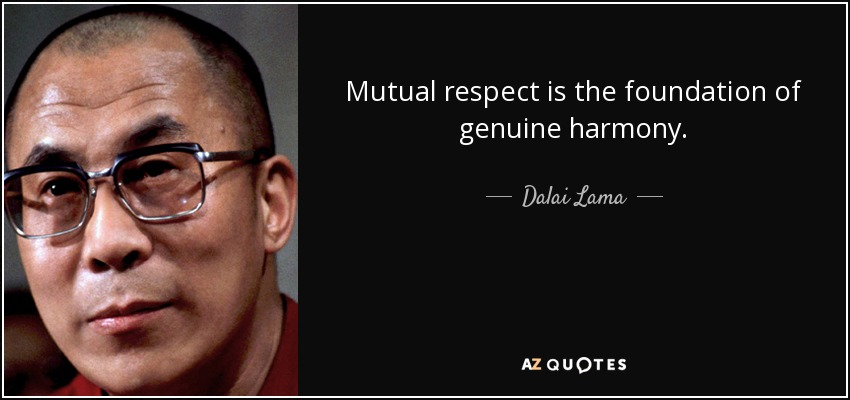 Mutual respect is the foundation of
genuine harmony.
Dalai Lama
AZ QUOTES